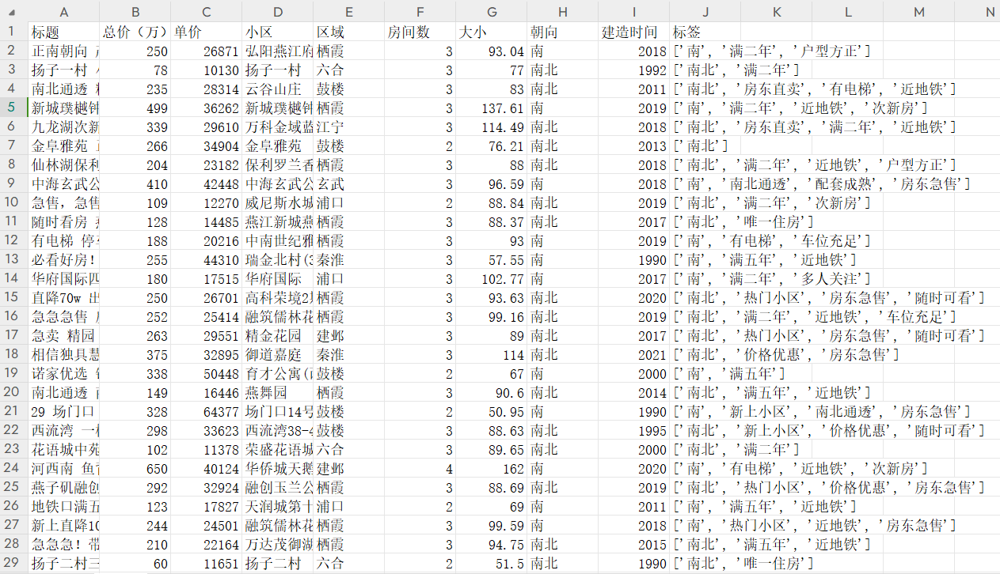 A B C D E F G H I J K L M N
1 标题 总价（万） 单价 小区 区域 房间数 大小 朝向 建造时间 标签
2 正南朝向 250 26871 弘阳燕江府 栖霞 3 93.04 南 2018 ['南', '满二年', '户型方正']
3 扬子一村 78 10130 扬子一村 六合 3 77 南北 1992 ['南北', '满二年']
4 南北通透 235 28314 云谷山庄 鼓楼 3 83 南北 2011 ['南北', '房东直卖', '有电梯', '近地铁']
5 新城璞樾钟 499 36262 新城璞樾钟 栖霞 3 137.61 南 2019 ['南', '满二年', '近地铁', '次新房']
6 九龙湖次新 339 29610 万科金域蓝 江宁 3 114.49 南北 2018 ['南北', '房东直卖', '满二年', '近地铁']
7 金阜雅苑 266 34904 金阜雅苑 鼓楼 2 76.21 南北 2013 ['南北']
8 仙林湖保利 204 23182 保利罗兰香 栖霞 3 88 南北 2018 ['南北', '满二年', '近地铁', '户型方正']
9 中海玄武公 410 42448 中海玄武公 玄武 3 96.59 南 2018 ['南', '南北通透', '配套成熟', '房东急售']
10 急售，急售 109 12270 威尼斯水城 浦口 2 88.84 南北 2019 ['南北', '满二年', '次新房']
11 随时看房 128 14485 燕江新城燕 栖霞 3 88.37 南北 2017 ['南北', '唯一住房']
12 有电梯 停车 188 20216 中南世纪雅 栖霞 3 93 南 2019 ['南', '有电梯', '车位充足']
13 必看好房！ 255 44310 瑞金北村(3 秦淮 3 57.55 南 1990 ['南', '满五年', '近地铁']
14 华府国际四 180 17515 华府国际 浦口 3 102.77 南 2017 ['南', '满二年', '多人关注']
15 直降70w 出 250 26701 高科荣境2期 栖霞 3 93.63 南北 2020 ['南北', '热门小区', '房东急售', '随时可看']
16 急急急售 252 25414 融筑儒林花 栖霞 3 99.16 南北 2019 ['南北', '满二年', '近地铁', '车位充足']
17 急卖 精园 263 29551 精金花园 建邺 3 89 南北 2017 ['南北', '热门小区', '房东急售', '随时可看']
18 相信独具慧 375 32895 御道嘉庭 秦淮 3 114 南北 2021 ['南北', '价格优惠', '房东急售']
19 诺家优选 338 50448 育才公寓( 鼓楼 2 67 南 2000 ['南', '满五年']
20 南北通透 149 16446 燕舞园 栖霞 3 90.6 南北 2014 ['南北', '满五年', '近地铁']
21 29 场门口 328 64377 场门口14号 鼓楼 2 50.95 南 1990 ['南', '新上小区', '南北通透', '房东急售']
22 西流湾 一楼 298 33623 西流湾38-4 鼓楼 3 88.63 南北 1995 ['南北', '新上小区', '价格优惠', '随时可看']
23 花语城中苑 102 11378 荣盛花语城 六合 3 89.65 南北 2000 ['南北', '满二年']
24 河西南 鱼 650 40124 华侨城天鹅 建邺 4 162 南 2020 ['南', '有电梯', '近地铁', '次新房']
25 燕子矶融创 292 32924 融创玉兰公 栖霞 3 88.69 南北 2019 ['南北', '热门小区', '价格优惠', '房东急售']
26 地铁口满五 123 17827 天润城第十 浦口 2 69 南 2011 ['南', '满五年', '近地铁']
27 新上直降10 244 24501 融筑儒林花 栖霞 3 99.59 南 2018 ['南', '热门小区', '近地铁', '房东急售']
28 急急急！带 210 22164 万达茂御湖 栖霞 3 94.75 南北 2015 ['南北', '满五年', '近地铁']
29 扬子二村三 60 11651 扬子二村 六合 2 51.5 南北 1990 ['南北', '唯一住房']